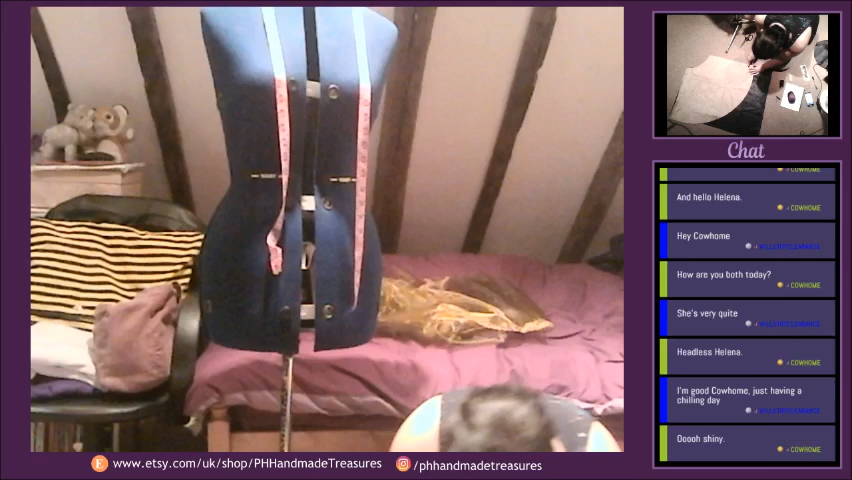 Chat
COWHOME
And hello Helena.
COWHOME
Hey Cowhome
How are you both today?
COWHOME
She's very quite
Headless Helena.
COWHOME
I'm good Cowhome, just having a
chilling day
Ooooh shiny.
COWHOME
www.etsy.com/uk/shop/PHHandmadeTreasures
/phhandmadetreasures